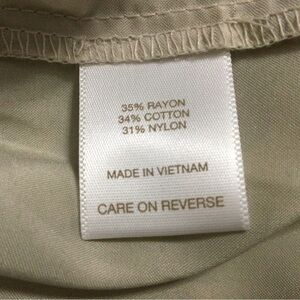 35% RAYON
34% COTTON
31% NYLON
MADE IN VIETNAM
CARE ON REVERSE